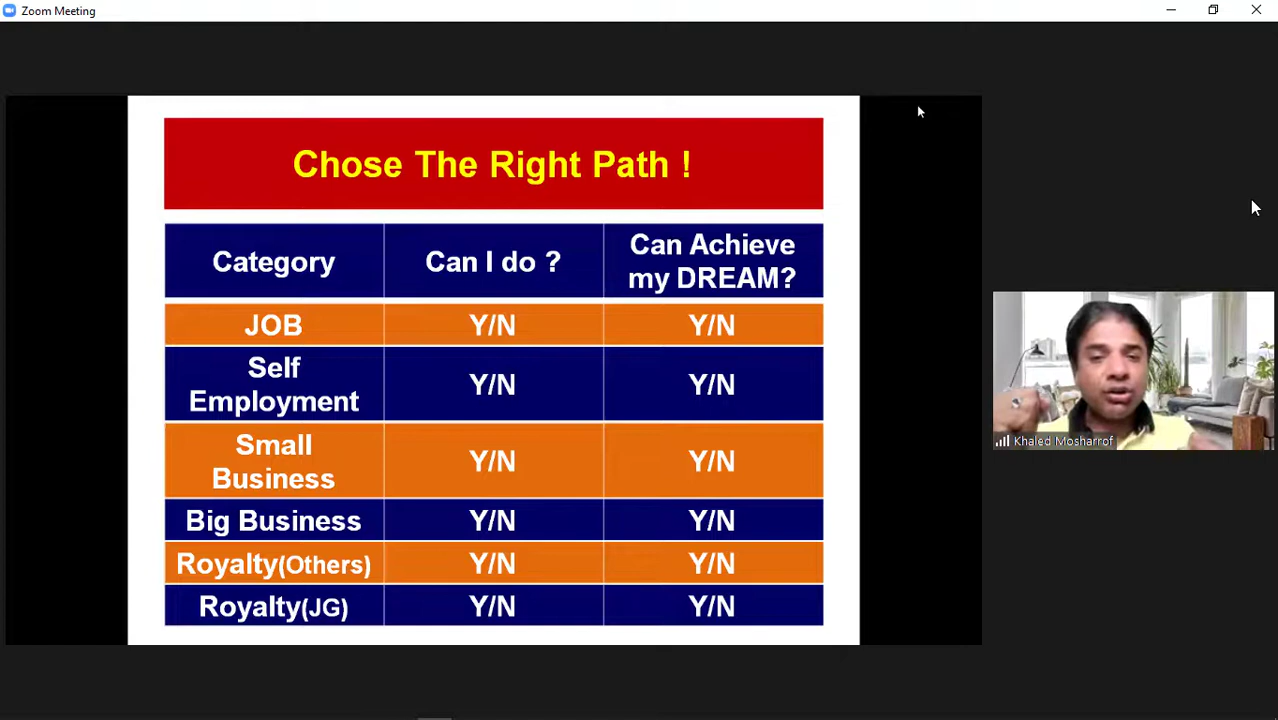 Zoom Meeting
Chose The Right Path !
Category
Can I do ?
Can Achieve
my DREAM?
JOB
Y/N
Y/N
Self
Employment
Y/N
Y/N
Small
Business
Y/N
Y/N
Big Business
Y/N
Y/N
Royalty(Others)
Y/N
Y/N
Royalty(JG)
Y/N
Y/N
Khaled Mosharrof